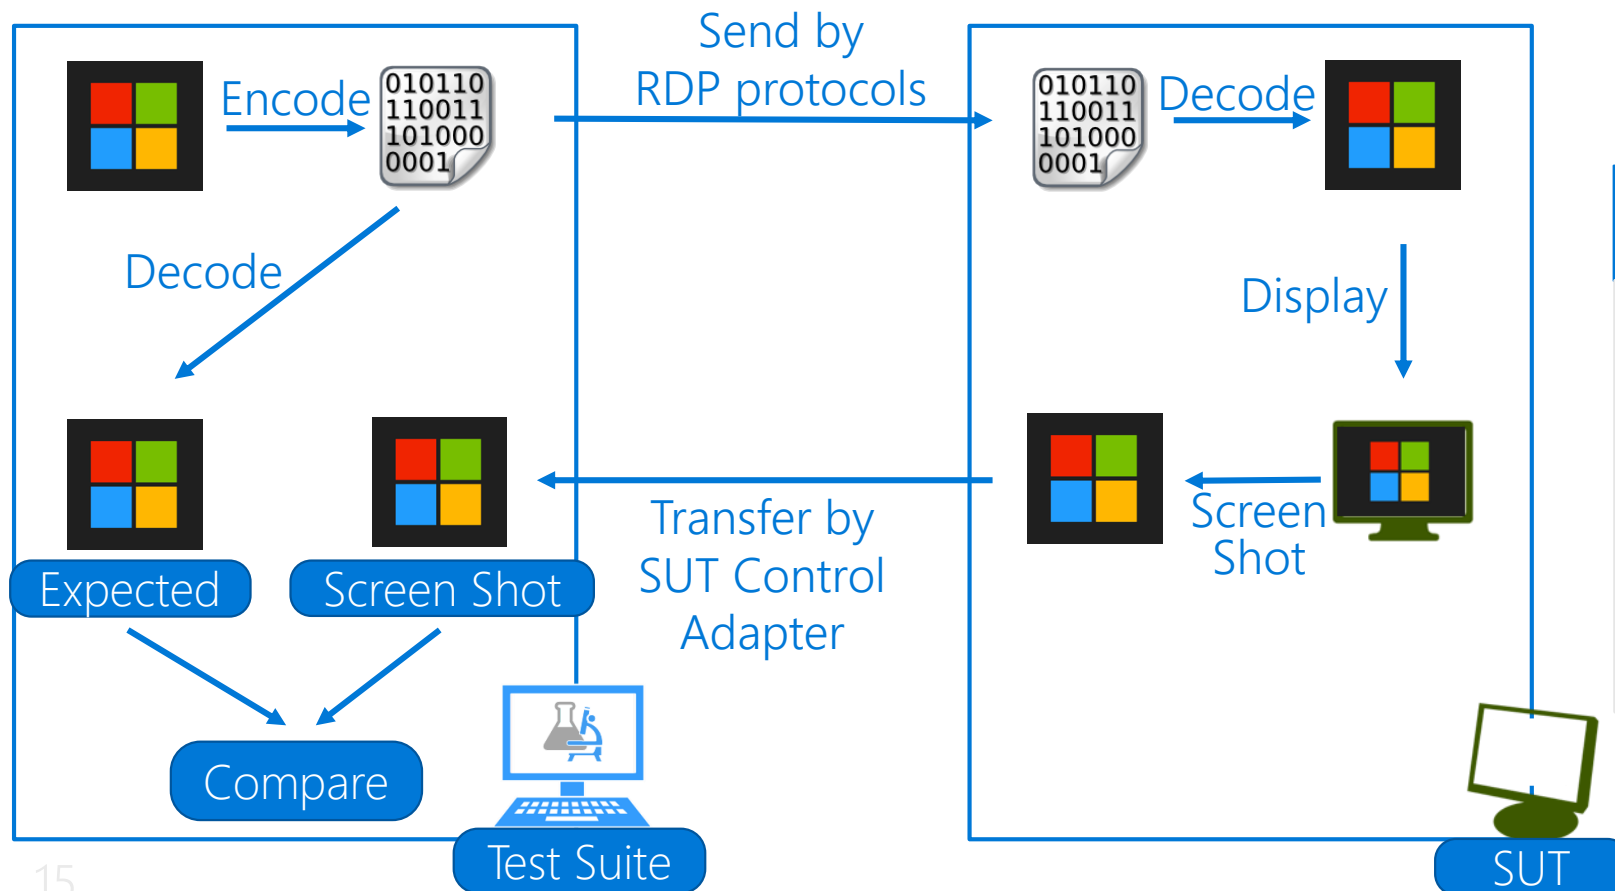 Send by
RDP protocols
Encode
010110
110011
101000
0001
010110
110011
101000
0001
Decode
Decode
Display
Transfer by
SUT Control
Adapter
Screen
Shot
Expected
Screen Shot
Compare
Test Suite
SUT
15